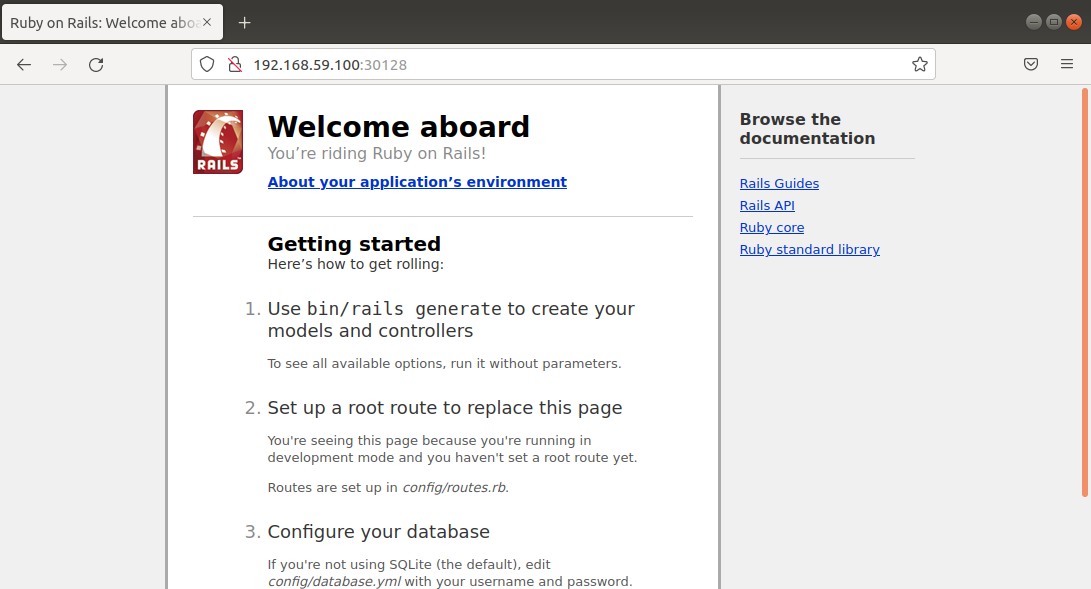 Ruby on Rails: Welcome aboa
192.168.59.100:30128
RAILS
Welcome aboard
You’re riding Ruby on Rails!
About your application’s environment
Getting started
Here’s how to get rolling:
1. Use bin/rails generate to create your
models and controllers
To see all available options, run it without parameters.
2. Set up a root route to replace this page
You're seeing this page because you're running in
development mode and you haven't set a root route yet.
Routes are set up in config/routes.rb.
3. Configure your database
If you're not using SQLite (the default), edit
config/database.yml with your username and password.
Browse the
documentation
Rails Guides
Rails API
Ruby core
Ruby standard library